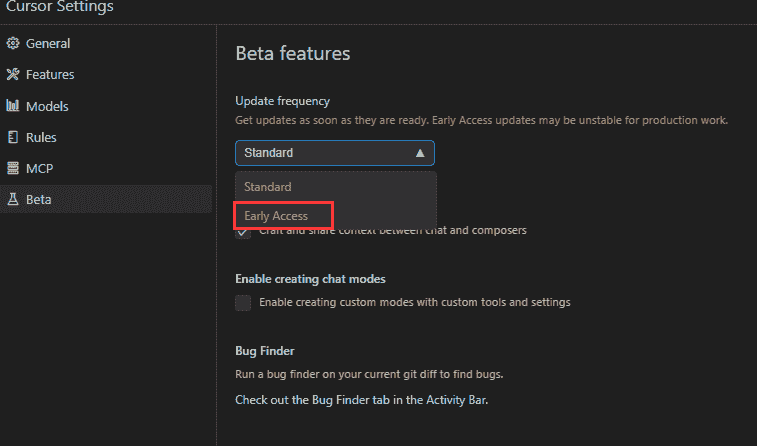 Cursor Settings
General
Features
Models
Rules
MCP
Beta
Beta features
Update frequency
Get updates as soon as they are ready. Early Access updates may be unstable for production work.
Standard
Standard
Early Access
Craft and share context between chat and composers
Enable creating chat modes
Enable creating custom modes with custom tools and settings
Bug Finder
Run a bug finder on your current git diff to find bugs.
Check out the Bug Finder tab in the Activity Bar.